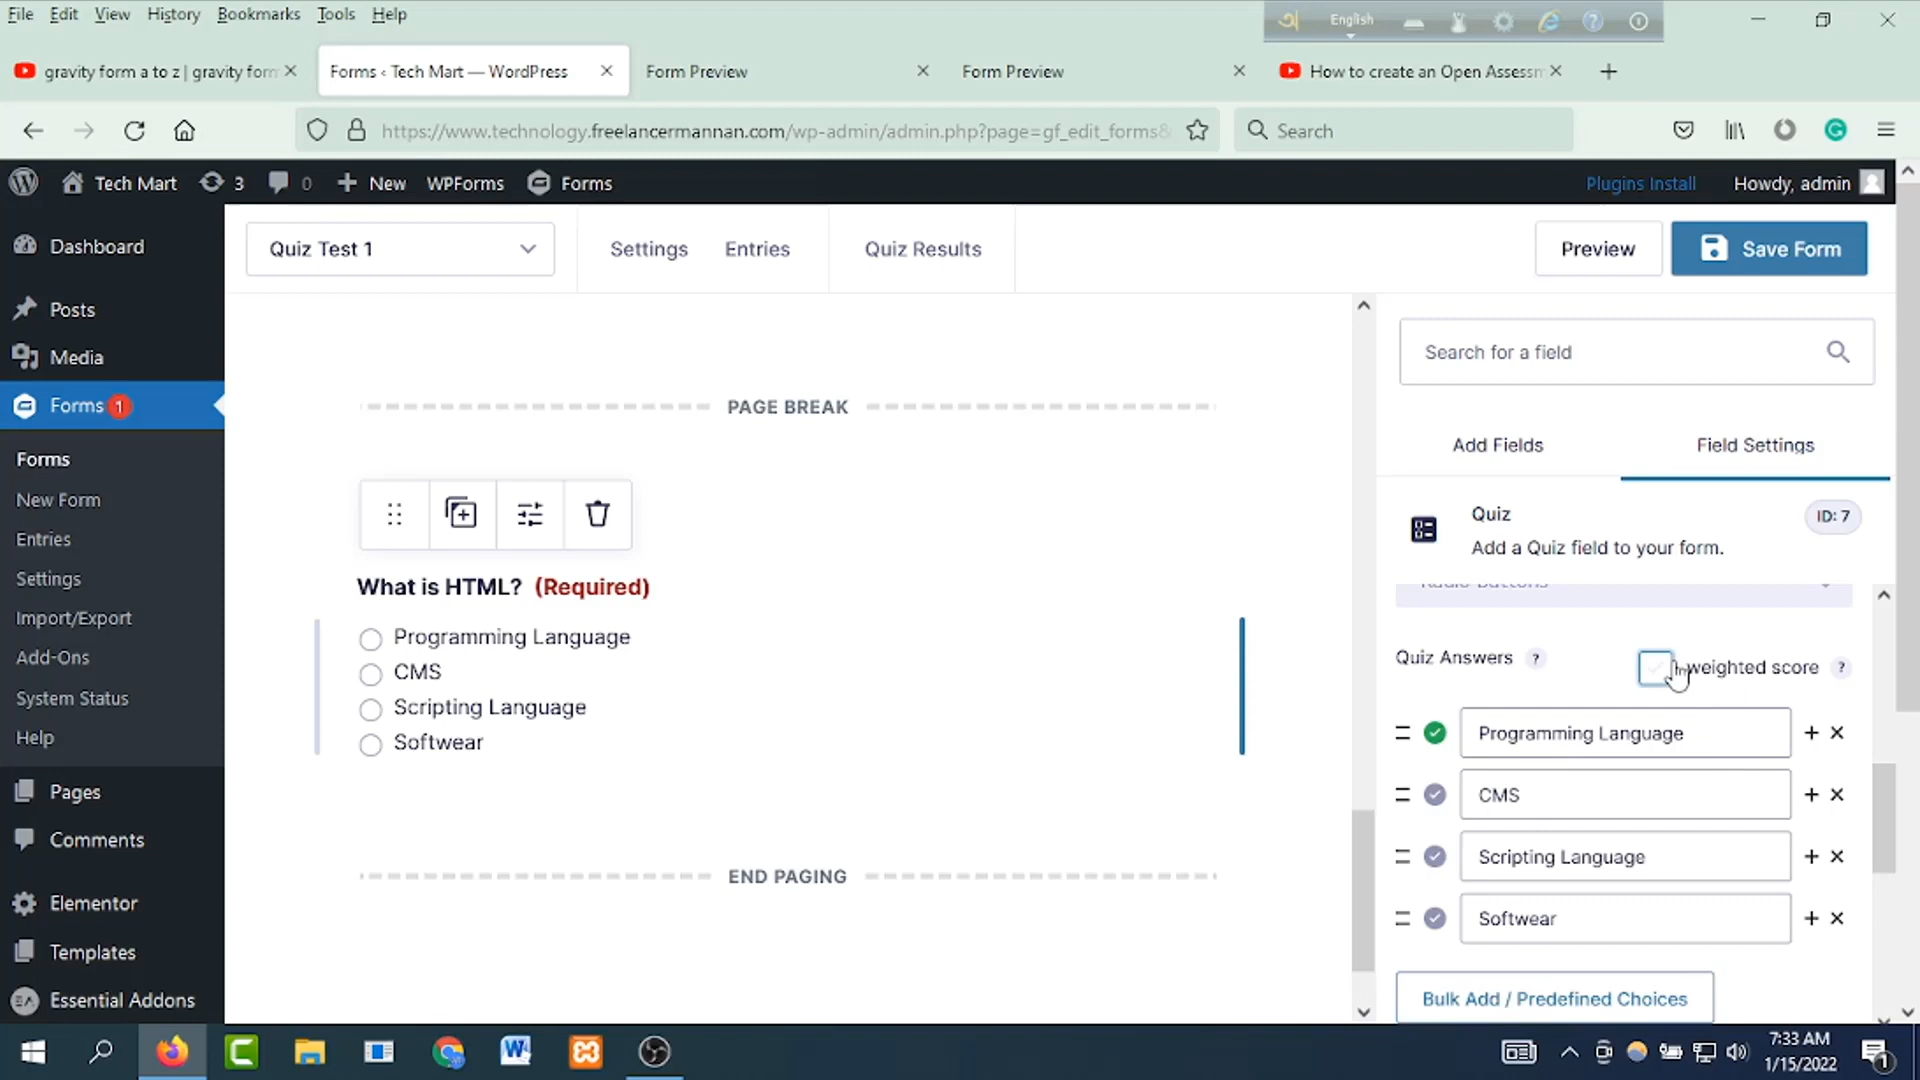 File Edit View History Bookmarks Tools Help
English
gravity form a to z | gravity form
Forms ‹ Tech Mart — WordPress
Form Preview
Form Preview
How to create an Open Assessm
https://www.technology.freelancermannan.com/wp-admin/admin.php?page=gf_edit_forms&
Search
Tech Mart 3 0 New WPForms Forms
Plugins Install Howdy, admin
Dashboard
Posts
Media
Forms 1
Forms
New Form
Entries
Settings
Import/Export
Add-Ons
System Status
Help
Pages
Comments
Elementor
Templates
Essential Addons
Quiz Test 1
Settings Entries Quiz Results
Preview Save Form
PAGE BREAK
What is HTML? (Required)
Programming Language
CMS
Scripting Language
Softwear
END PAGING
Search for a field
Add Fields Field Settings
Quiz ID: 7
Add a Quiz field to your form.
Radio Buttons
Quiz Answers ? weighted score ?
Programming Language
CMS
Scripting Language
Softwear
Bulk Add / Predefined Choices
7:33 AM
1/15/2022
1